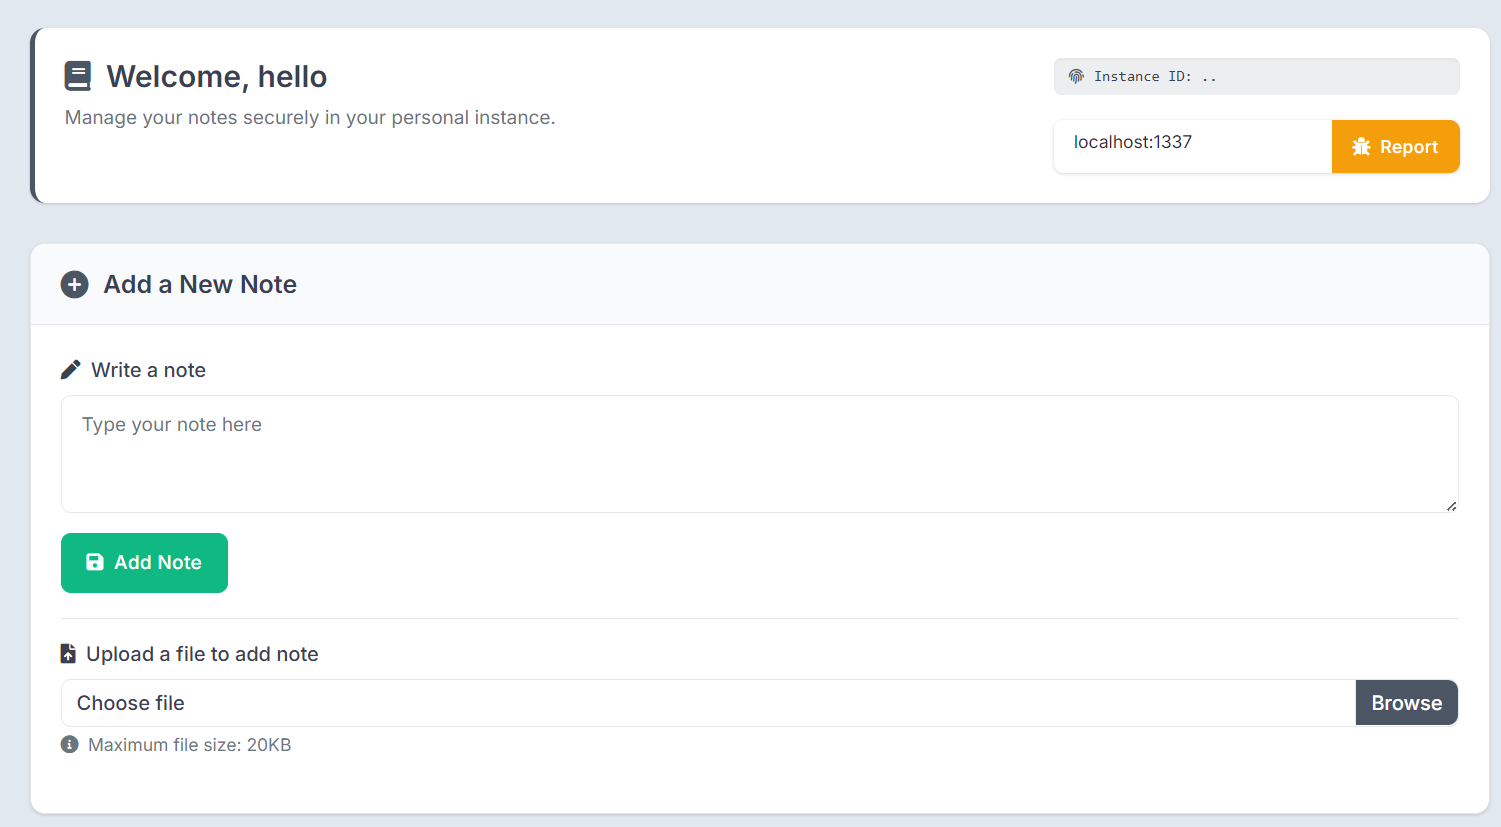 Welcome, hello
Manage your notes securely in your personal instance.
Instance ID: ..
localhost:1337
Report
Add a New Note
Write a note
Type your note here
Add Note
Upload a file to add note
Choose file
Browse
Maximum file size: 20KB